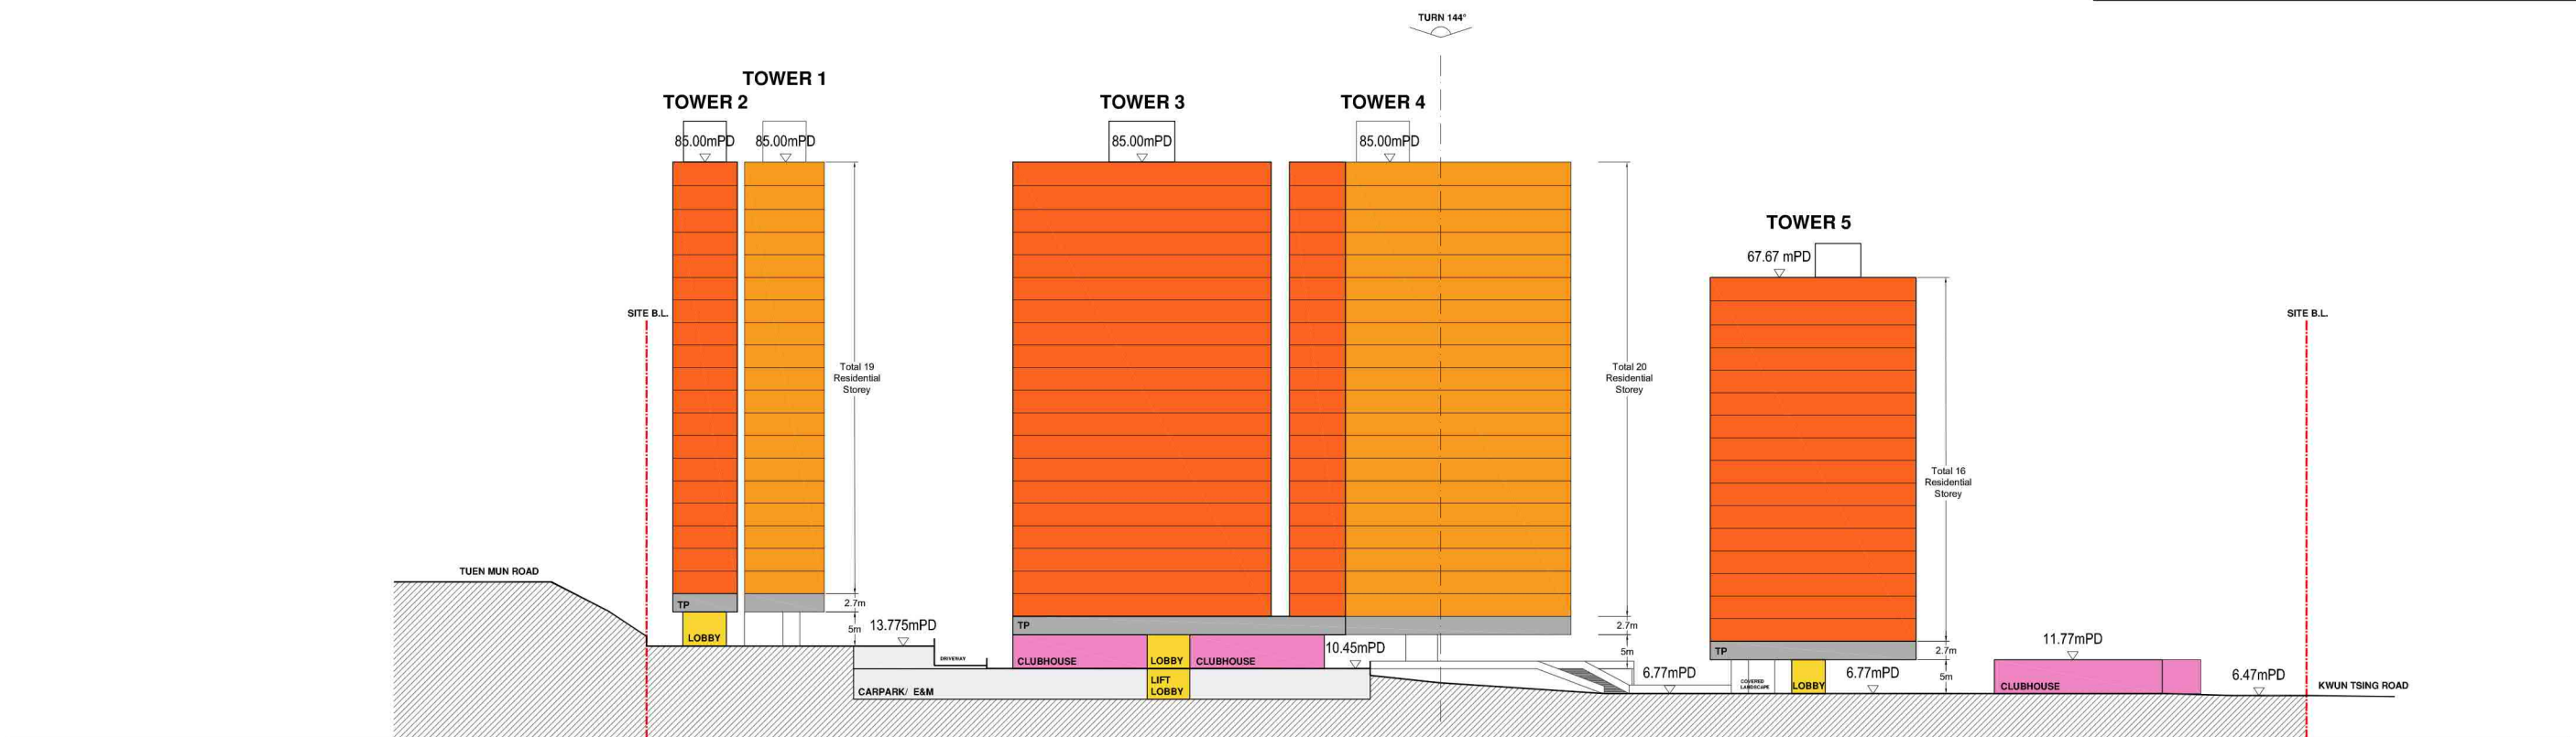 TURN 144°
TOWER 1
TOWER 2
TOWER 3
TOWER 4
85.00mPD
85.00mPD
85.00mPD
85.00mPD
TOWER 5
67.67 mPD
SITE B.L.
SITE B.L.
Total 19
Residential
Storey
Total 20
Residential
Storey
Total 16
Residential
Storey
TUEN MUN ROAD
TP
2.7m
LOBBY
5m
13.775mPD
DRIVEWAY
TP
2.7m
CLUBHOUSE
LOBBY
CLUBHOUSE
10.45mPD
5m
LIFT
LOBBY
CARPARK/ E&M
6.77mPD
TP
2.7m
COVERED
LANDSCAPE
LOBBY
6.77mPD
5m
11.77mPD
CLUBHOUSE
6.47mPD
KWUN TSING ROAD